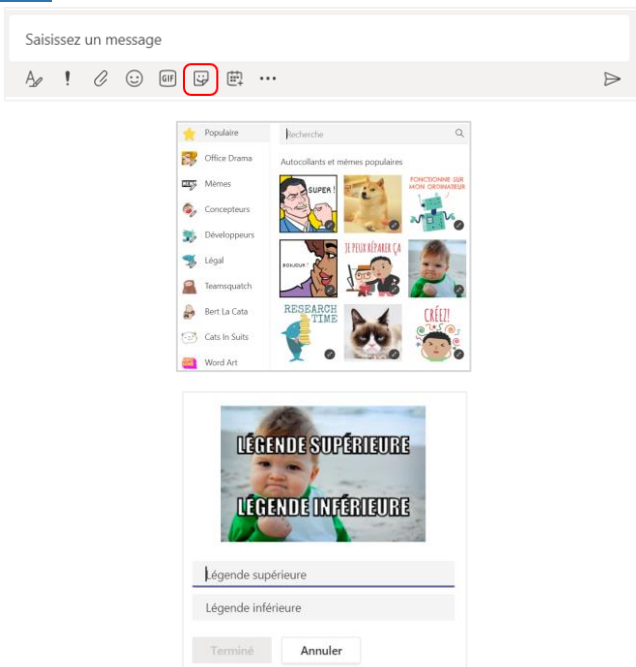 Saisissez un message
GIF
Populaire
Recherche
Office Drama
Autocollants et mèmes populaires
Mèmes
Concepteurs
Développeurs
Légal
Teamsquatch
Bert La Cata
Cats In Suits
Word Art
SUPER !
FONCTIONNE SUR
MON ORDINATEUR
BONJOUR !
JE PEUX RÉPARER ÇA
RESEARCH
TIME
CRÉEZ!
LÉGENDE SUPÉRIEURE
LÉGENDE INFÉRIEURE
Légende supérieure
Légende inférieure
Terminé
Annuler